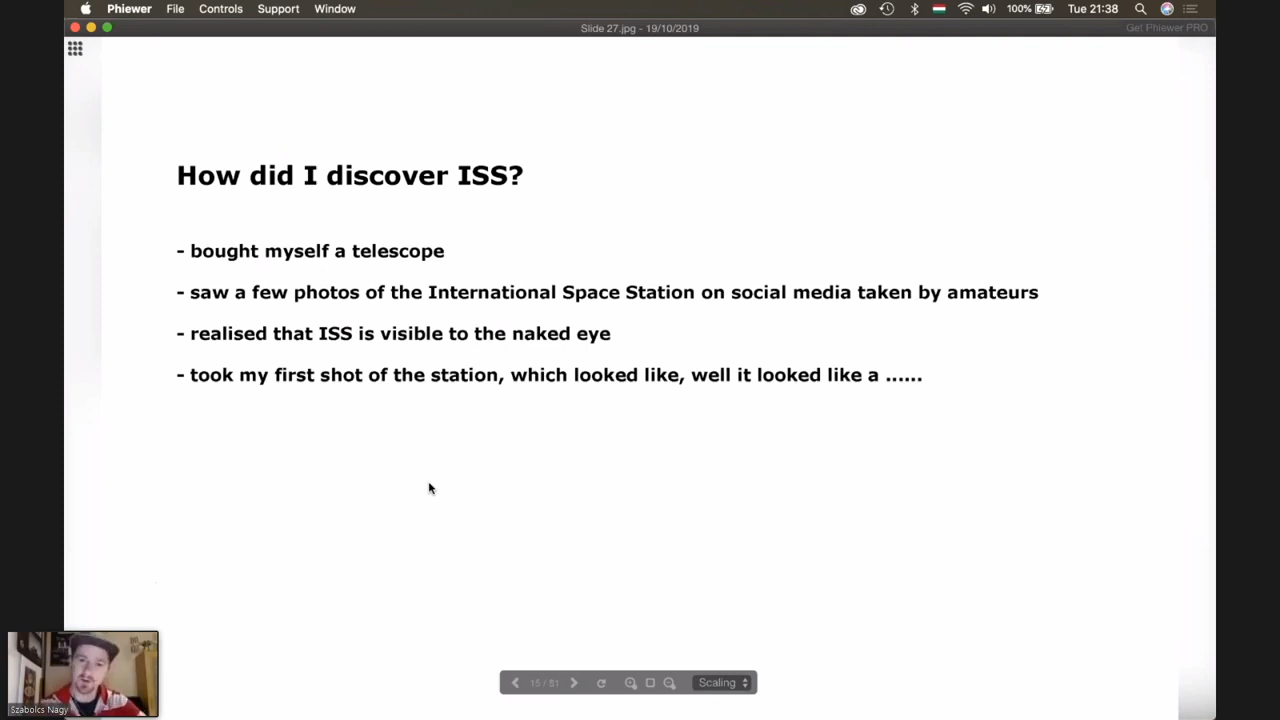 Phiewer File Controls Support Window 100% Tue 21:38
Slide 27.jpg - 19/10/2019 Get Phiewer PRO
How did I discover ISS?
- bought myself a telescope
- saw a few photos of the International Space Station on social media taken by amateurs
- realised that ISS is visible to the naked eye
- took my first shot of the station, which looked like, well it looked like a ......
15 / 81 Scaling
Szabolcs Nagy